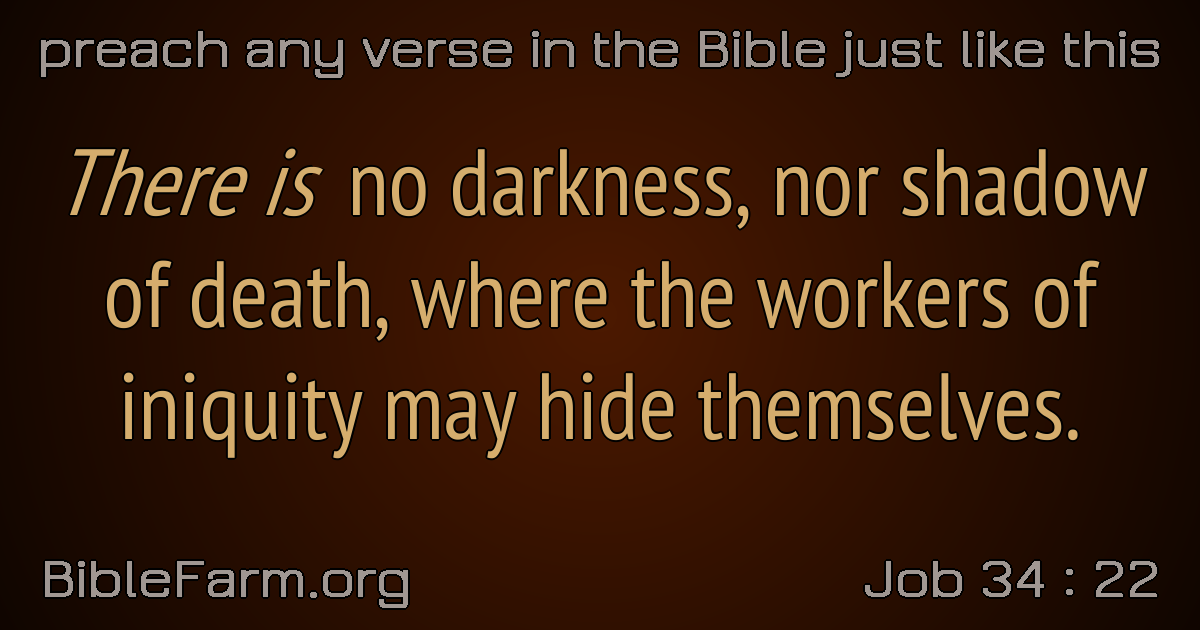 preach any verse in the Bible just like this
There is no darkness, nor shadow
of death, where the workers of
iniquity may hide themselves.
BibleFarm.org
Job 34 : 22